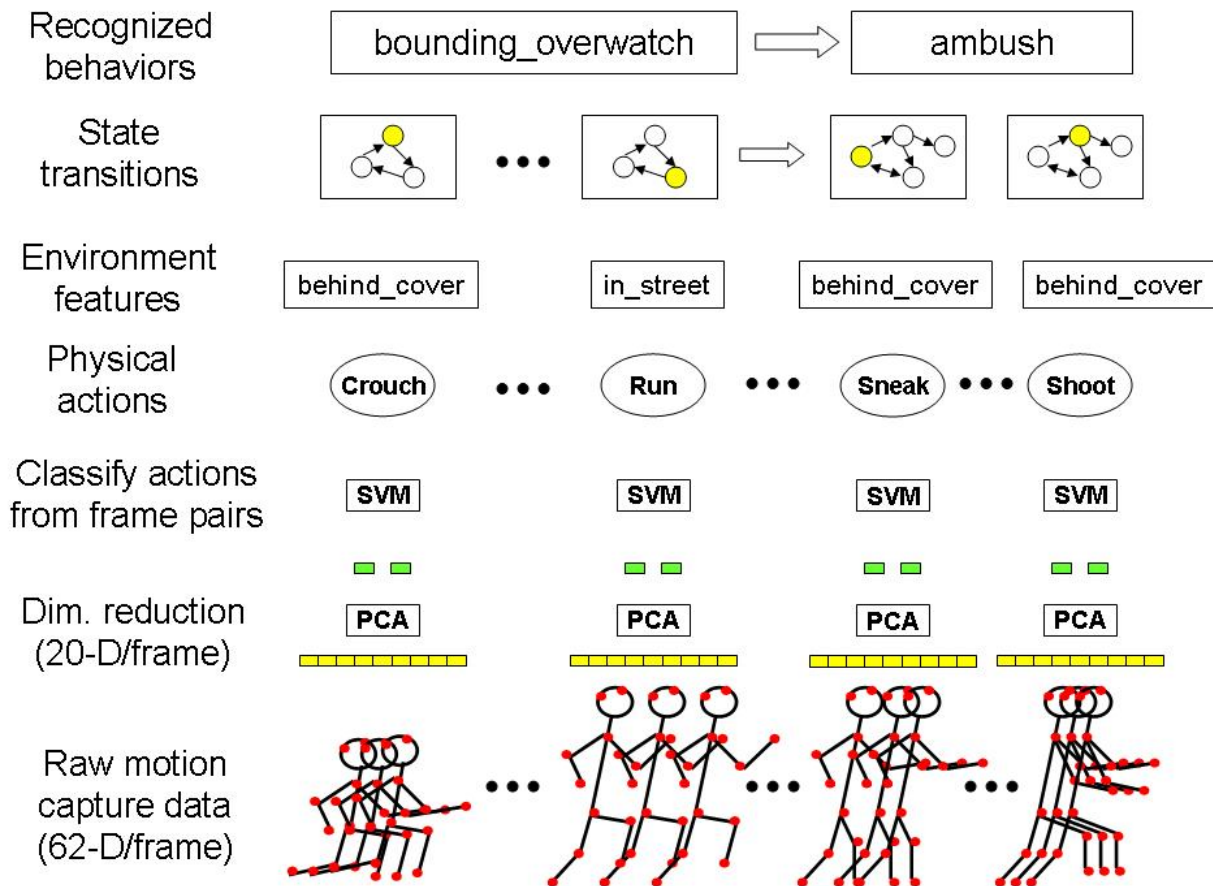 Recognized
behaviors
bounding_overwatch
ambush
State
transitions
Environment
features
behind_cover
in_street
behind_cover
behind_cover
Physical
actions
Crouch
Run
Sneak
Shoot
Classify actions
from frame pairs
SVM
SVM
SVM
SVM
Dim. reduction
(20-D/frame)
PCA
PCA
PCA
PCA
Raw motion
capture data
(62-D/frame)